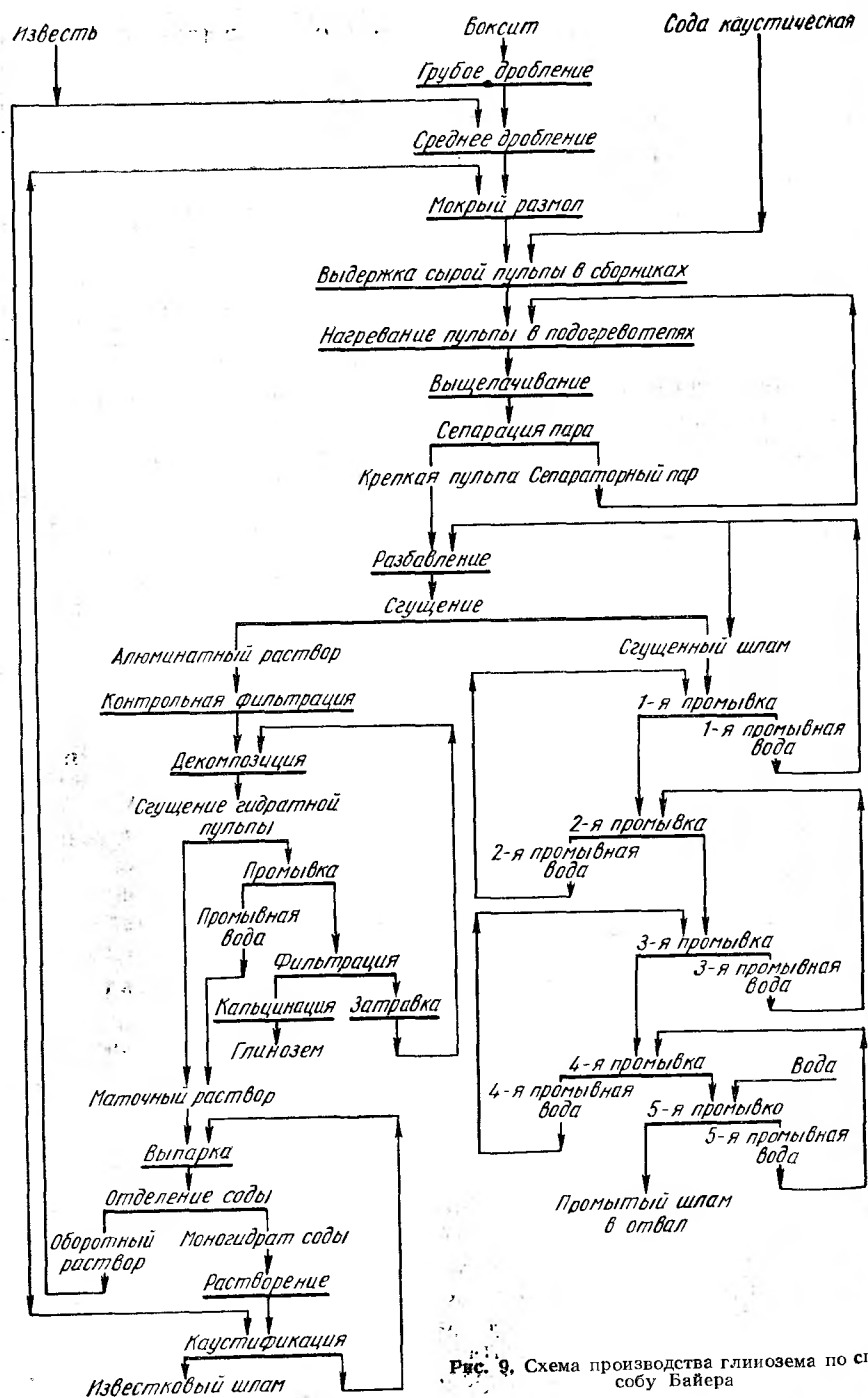 Известь
Боксит
Сода каустическая
Грубое дробление
Среднее дробление
Мокрый размол
Выдержка сырой пульпы в сборниках
Нагревание пульпы в подогревотепях
Выщелачивание
Сепарация пара
Крепкая пульпа Сепараторный пар
Разбавление
Сгущение
Алюминатный раствор
Сгущенный шлам
Контрольная фильтрация
1-я промывка
1-я промывная
вода
Декомпозиция
Сгущение гидратной
пульпы
2-я промывка
2-я промывная
вода
Промывка
Промывная
вода
Фильтрация
3-я промывка
3-я промывная
вода
Кальцинация
Затравка
Глинозем
4-я промывка
4-я промывная
вода
Вода
5-я промывко
5-я промывная
вода
Маточный раствор
Выпарка
Отделение соды
Промытый шлам
в отвал
Оборотный
раствор
Моногидрат соды
Растворение
Каустификация
Известковый шлам
Рис. 9. Схема производства глинозема по сп
собу Байера